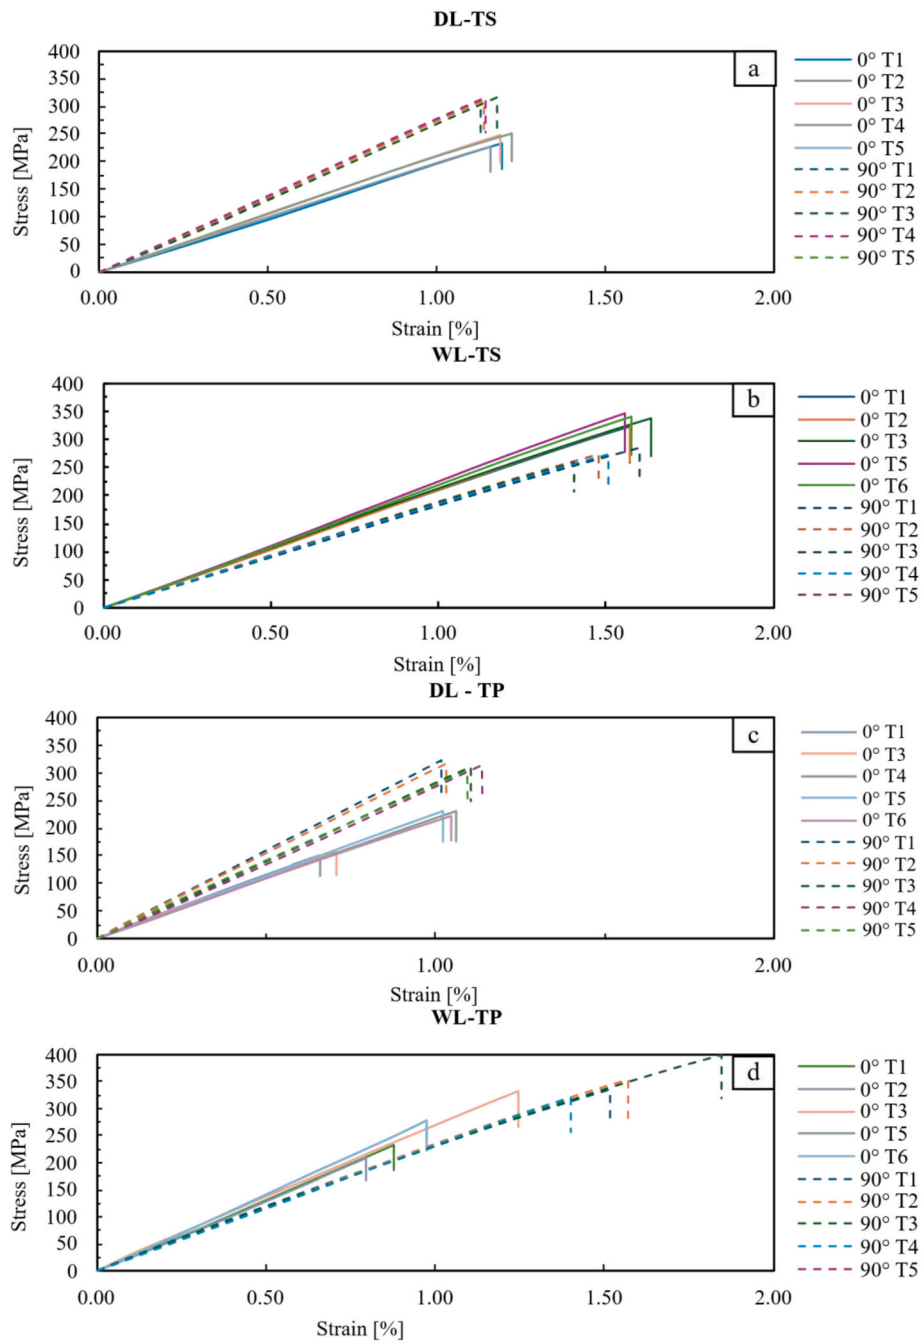 DL-TS
400
350
300
250
200
150
100
50
0
Stress [MPa]
0.00
0.50
1.00
1.50
2.00
Strain [%]
a
0° T1
0° T2
0° T3
0° T4
0° T5
90° T1
90° T2
90° T3
90° T4
90° T5
WL-TS
400
350
300
250
200
150
100
50
0
Stress [MPa]
0.00
0.50
1.00
1.50
2.00
Strain [%]
b
0° T1
0° T2
0° T3
0° T5
0° T6
90° T1
90° T2
90° T3
90° T4
90° T5
DL - TP
400
350
300
250
200
150
100
50
0
Stress [MPa]
0.00
1.00
2.00
Strain [%]
c
0° T1
0° T3
0° T4
0° T5
0° T6
90° T1
90° T2
90° T3
90° T4
90° T5
WL-TP
400
350
300
250
200
150
100
50
0
Stress [MPa]
0.00
0.50
1.00
1.50
2.00
Strain [%]
d
0° T1
0° T2
0° T3
0° T5
0° T6
90° T1
90° T2
90° T3
90° T4
90° T5